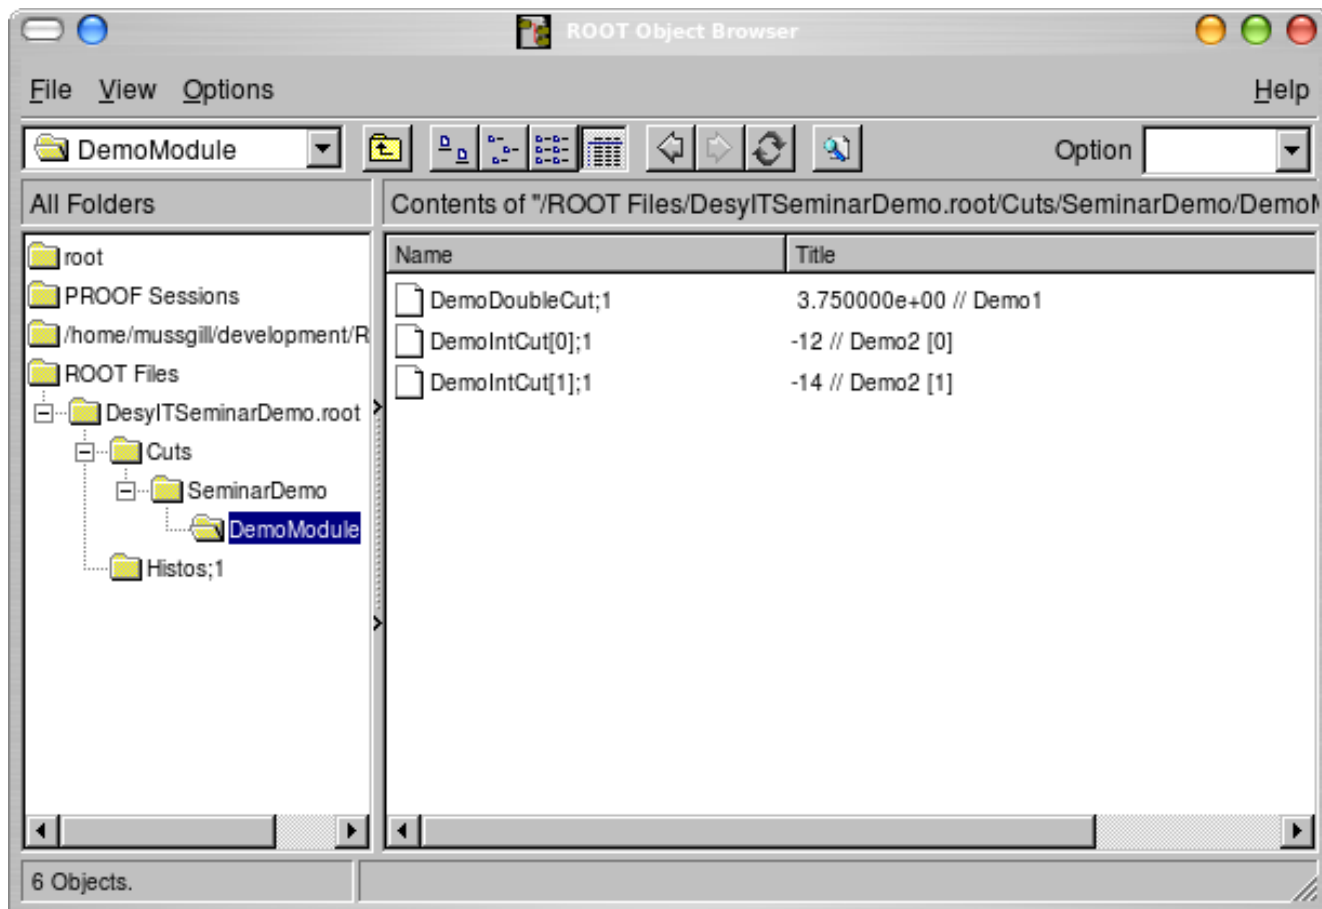 ROOT Object Browser
File View Options Help
DemoModule Option
All Folders
Contents of "/ROOT Files/DesyITSeminarDemo.root/Cuts/SeminarDemo/DemoM
root
PROOF Sessions
/home/mussgill/development/R
ROOT Files
DesyITSeminarDemo.root
Cuts
SeminarDemo
DemoModule
Histos;1
Name Title
DemoDoubleCut;1 3.750000e+00 // Demo1
DemoIntCut[0];1 -12 // Demo2 [0]
DemoIntCut[1];1 -14 // Demo2 [1]
6 Objects.